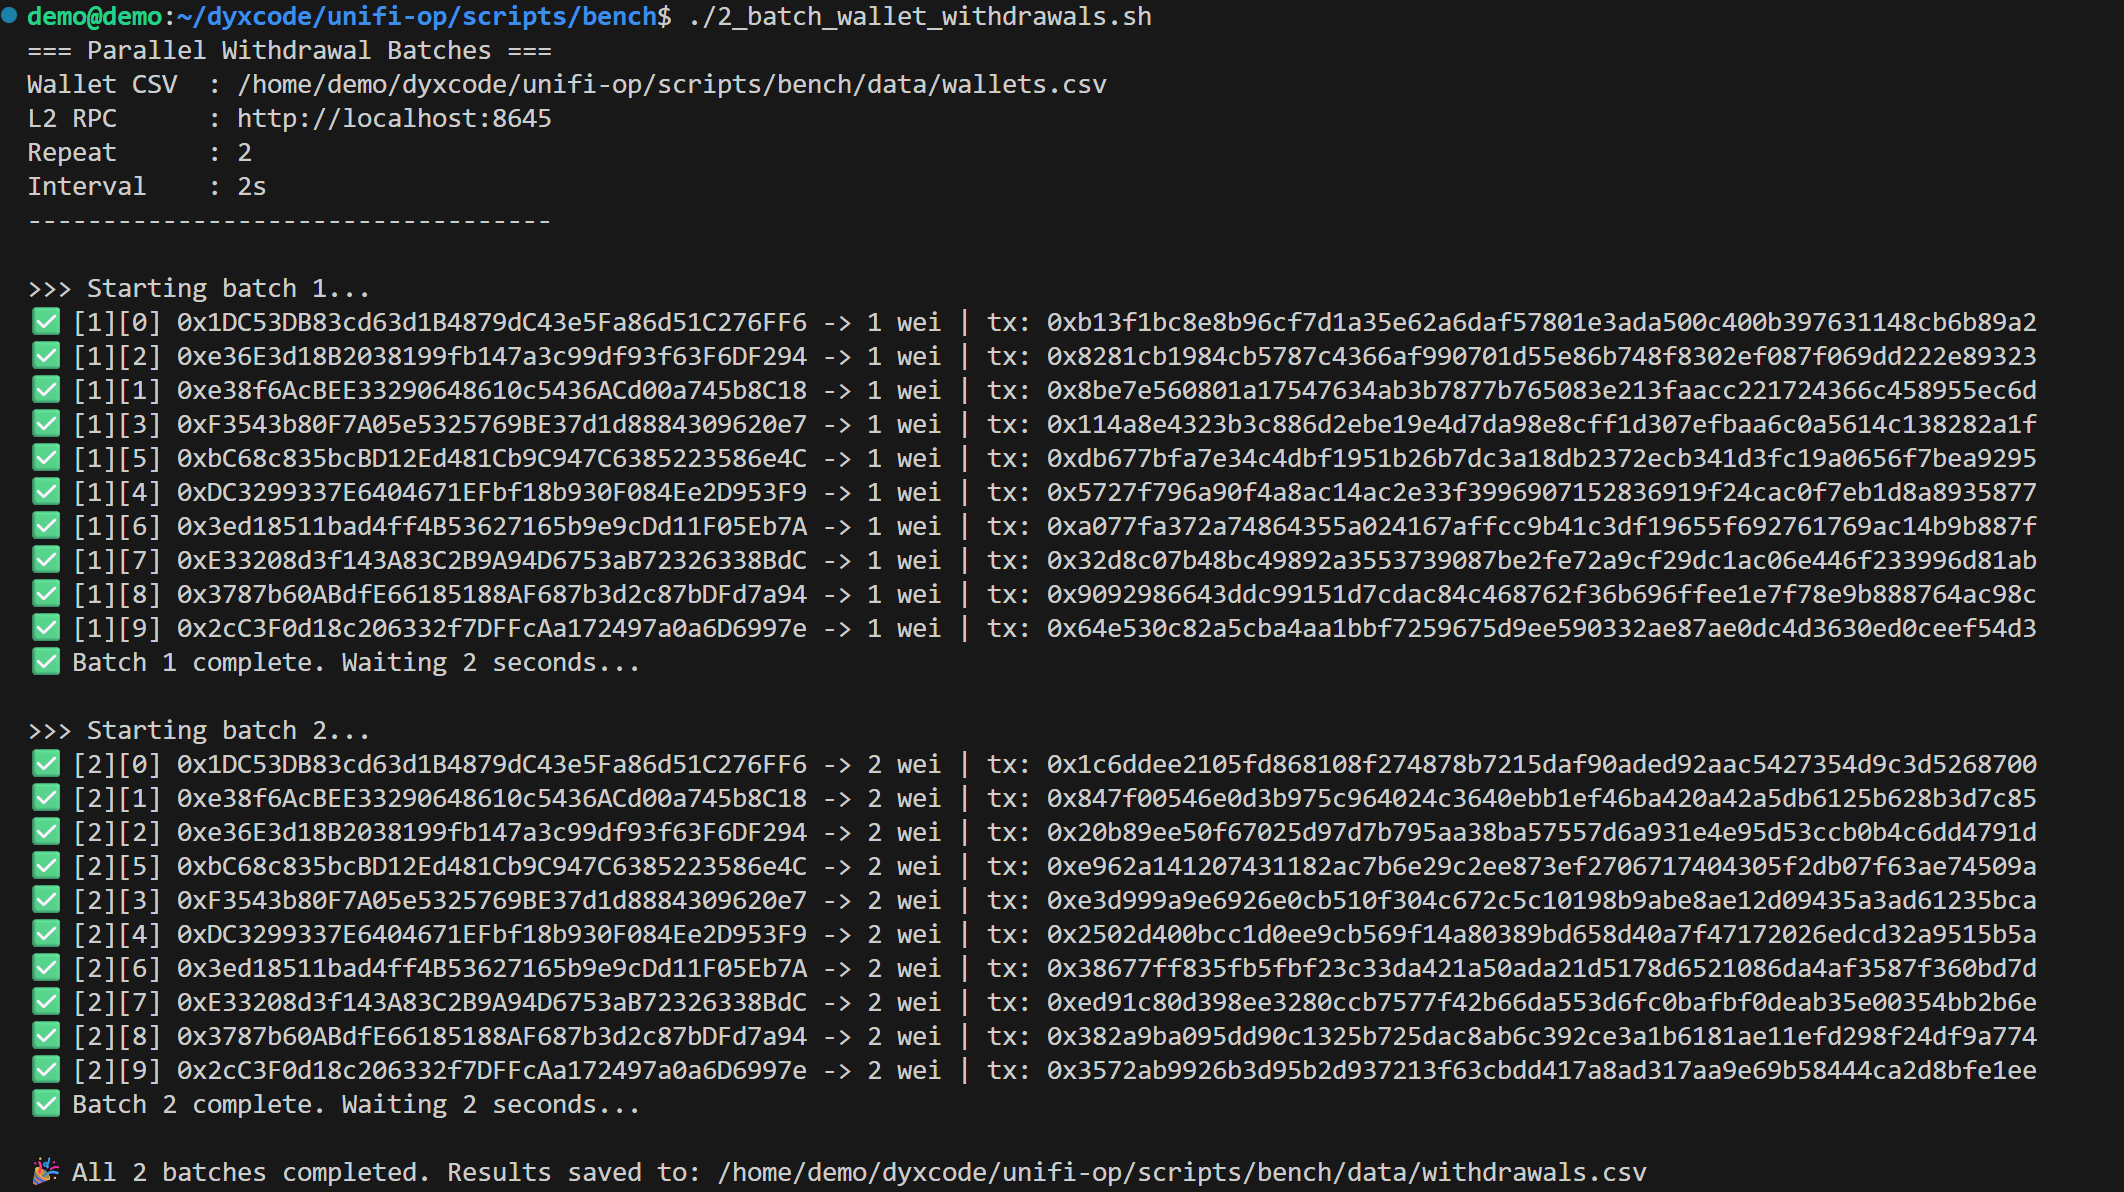 demo@demo:~/dyxcode/unifi-op/scripts/bench$ ./2_batch_wallet_withdrawals.sh
=== Parallel Withdrawal Batches ===
Wallet CSV  : /home/demo/dyxcode/unifi-op/scripts/bench/data/wallets.csv
L2 RPC      : http://localhost:8645
Repeat      : 2
Interval    : 2s
-----------------------------------
>>> Starting batch 1...
✅ [1][0] 0x1DC53DB83cd63d1B4879dC43e5Fa86d51C276FF6 -> 1 wei | tx: 0xb13f1bc8e8b96cf7d1a35e62a6daf57801e3ada500c400b397631148cb6b89a2
✅ [1][2] 0xe36E3d18B2038199fb147a3c99df93f63F6DF294 -> 1 wei | tx: 0x8281cb1984cb5787c4366af990701d55e86b748f8302ef087f069dd222e89323
✅ [1][1] 0xe38f6AcBEE33290648610c5436ACd00a745b8C18 -> 1 wei | tx: 0x8be7e560801a17547634ab3b7877b765083e213faacc221724366c458955ec6d
✅ [1][3] 0xF3543b80F7A05e5325769BE37d1d8884309620e7 -> 1 wei | tx: 0x114a8e4323b3c886d2ebe19e4d7da98e8cff1d307efbaa6c0a5614c138282a1f
✅ [1][5] 0xbC68c835bcBD12Ed481Cb9C947C6385223586e4C -> 1 wei | tx: 0xdb677bfa7e34c4dbf1951b26b7dc3a18db2372ecb341d3fc19a0656f7bea9295
✅ [1][4] 0xDC3299337E6404671EFbf18b930F084Ee2D953F9 -> 1 wei | tx: 0x5727f796a90f4a8ac14ac2e33f3996907152836919f24cac0f7eb1d8a8935877
✅ [1][6] 0x3ed18511bad4ff4B53627165b9e9cDd11F05Eb7A -> 1 wei | tx: 0xa077fa372a74864355a024167affcc9b41c3df19655f692761769ac14b9b887f
✅ [1][7] 0xE33208d3f143A83C2B9A94D6753aB72326338BdC -> 1 wei | tx: 0x32d8c07b48bc49892a3553739087be2fe72a9cf29dc1ac06e446f233996d81ab
✅ [1][8] 0x3787b60ABdfE66185188AF687b3d2c87bDFd7a94 -> 1 wei | tx: 0x9092986643ddc99151d7cdac84c468762f36b696ffee1e7f78e9b888764ac98c
✅ [1][9] 0x2cC3F0d18c206332f7DFFcAa172497a0a6D6997e -> 1 wei | tx: 0x64e530c82a5cba4aa1bbf7259675d9ee590332ae87ae0dc4d3630ed0ceef54d3
✅ Batch 1 complete. Waiting 2 seconds...
>>> Starting batch 2...
✅ [2][0] 0x1DC53DB83cd63d1B4879dC43e5Fa86d51C276FF6 -> 2 wei | tx: 0x1c6ddee2105fd868108f274878b7215daf90aded92aac5427354d9c3d5268700
✅ [2][1] 0xe38f6AcBEE33290648610c5436ACd00a745b8C18 -> 2 wei | tx: 0x847f00546e0d3b975c964024c3640ebb1ef46ba420a42a5db6125b628b3d7c85
✅ [2][2] 0xe36E3d18B2038199fb147a3c99df93f63F6DF294 -> 2 wei | tx: 0x20b89ee50f67025d97d7b795aa38ba57557d6a931e4e95d53ccb0b4c6dd4791d
✅ [2][5] 0xbC68c835bcBD12Ed481Cb9C947C6385223586e4C -> 2 wei | tx: 0xe962a141207431182ac7b6e29c2ee873ef2706717404305f2db07f63ae74509a
✅ [2][3] 0xF3543b80F7A05e5325769BE37d1d8884309620e7 -> 2 wei | tx: 0xe3d999a9e6926e0cb510f304c672c5c10198b9abe8ae12d09435a3ad61235bca
✅ [2][4] 0xDC3299337E6404671EFbf18b930F084Ee2D953F9 -> 2 wei | tx: 0x2502d400bcc1d0ee9cb569f14a80389bd658d40a7f47172026edcd32a9515b5a
✅ [2][6] 0x3ed18511bad4ff4B53627165b9e9cDd11F05Eb7A -> 2 wei | tx: 0x38677ff835fb5fbf23c33da421a50ada21d5178d6521086da4af3587f360bd7d
✅ [2][7] 0xE33208d3f143A83C2B9A94D6753aB72326338BdC -> 2 wei | tx: 0xed91c80d398ee3280ccb7577f42b66da553d6fc0bafbf0deab35e00354bb2b6e
✅ [2][8] 0x3787b60ABdfE66185188AF687b3d2c87bDFd7a94 -> 2 wei | tx: 0x382a9ba095dd90c1325b725dac8ab6c392ce3a1b6181ae11efd298f24df9a774
✅ [2][9] 0x2cC3F0d18c206332f7DFFcAa172497a0a6D6997e -> 2 wei | tx: 0x3572ab9926b3d95b2d937213f63cbdd417a8ad317aa9e69b58444ca2d8bfe1ee
✅ Batch 2 complete. Waiting 2 seconds...
🎉 All 2 batches completed. Results saved to: /home/demo/dyxcode/unifi-op/scripts/bench/data/withdrawals.csv